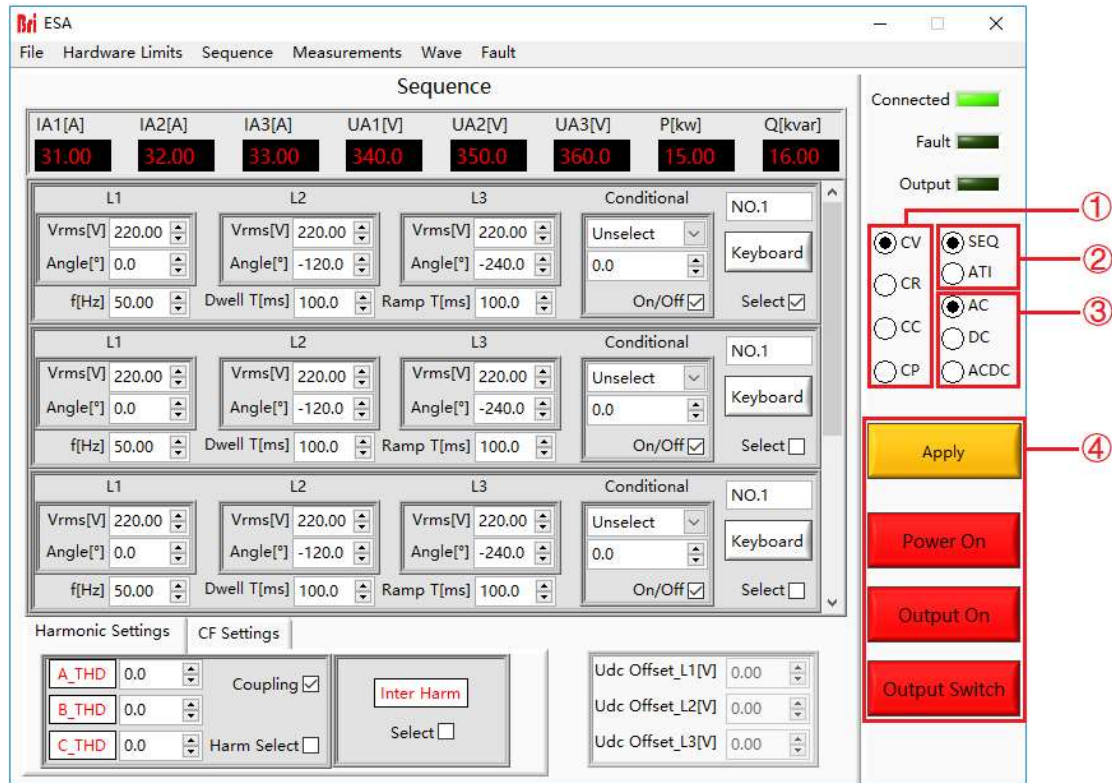 Bri ESA
File Hardware Limits Sequence Measurements Wave Fault
Sequence
IA1[A] IA2[A] IA3[A] UA1[V] UA2[V] UA3[V] P[kw] Q[kvar]
31.00 32.00 33.00 340.0 350.0 360.0 15.00 16.00
L1 L2 L3 Conditional NO.1
Vrms[V] 220.00 Vrms[V] 220.00 Vrms[V] 220.00 Unselect
Angle[°] 0.0 Angle[°] -120.0 Angle[°] -240.0 0.0 Keyboard
f[Hz] 50.00 Dwell T[ms] 100.0 Ramp T[ms] 100.0 On/Off Select
L1 L2 L3 Conditional NO.1
Vrms[V] 220.00 Vrms[V] 220.00 Vrms[V] 220.00 Unselect
Angle[°] 0.0 Angle[°] -120.0 Angle[°] -240.0 0.0 Keyboard
f[Hz] 50.00 Dwell T[ms] 100.0 Ramp T[ms] 100.0 On/Off Select
L1 L2 L3 Conditional NO.1
Vrms[V] 220.00 Vrms[V] 220.00 Vrms[V] 220.00 Unselect
Angle[°] 0.0 Angle[°] -120.0 Angle[°] -240.0 0.0 Keyboard
f[Hz] 50.00 Dwell T[ms] 100.0 Ramp T[ms] 100.0 On/Off Select
Harmonic Settings CF Settings
A_THD 0.0 Coupling
B_THD 0.0
C_THD 0.0 Harm Select
Inter Harm
Select
Udc Offset_L1[V] 0.00
Udc Offset_L2[V] 0.00
Udc Offset_L3[V] 0.00
Connected
Fault
Output
CV
CR
CC
CP
SEQ
ATI
AC
DC
ACDC
Apply
Power On
Output On
Output Switch
①
②
③
④